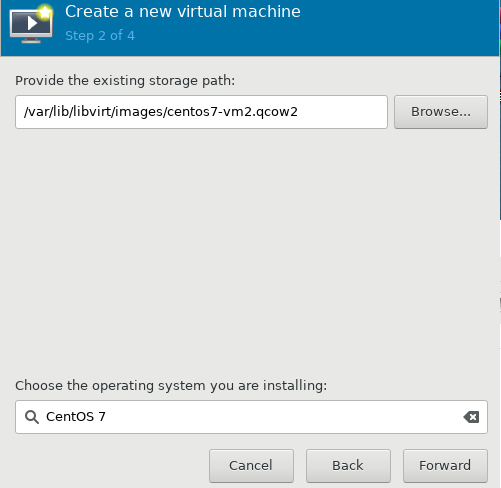 Create a new virtual machine
Step 2 of 4
Provide the existing storage path:
/var/lib/libvirt/images/centos7-vm2.qcow2
Browse...
Choose the operating system you are installing:
CentOS 7
Cancel
Back
Forward